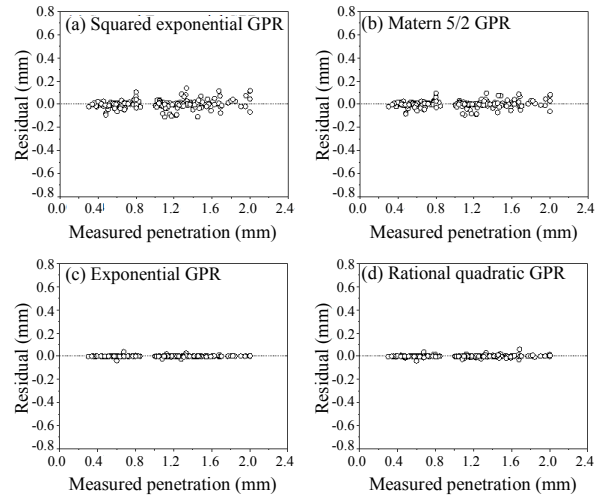 (a) Squared exponential GPR
0.8
0.6
0.4
0.2
0.0
-0.2
-0.4
-0.6
-0.8
Residual (mm)
0.0 0.4 0.8 1.2 1.6 2.0 2.4
Measured penetration (mm)
(b) Matern 5/2 GPR
0.8
0.6
0.4
0.2
0.0
-0.2
-0.4
-0.6
-0.8
Residual (mm)
0.0 0.4 0.8 1.2 1.6 2.0 2.4
Measured penetration (mm)
(c) Exponential GPR
0.8
0.6
0.4
0.2
0.0
-0.2
-0.4
-0.6
-0.8
Residual (mm)
0.0 0.4 0.8 1.2 1.6 2.0 2.4
Measured penetration (mm)
(d) Rational quadratic GPR
0.8
0.6
0.4
0.2
0.0
-0.2
-0.4
-0.6
-0.8
Residual (mm)
0.0 0.4 0.8 1.2 1.6 2.0 2.4
Measured penetration (mm)